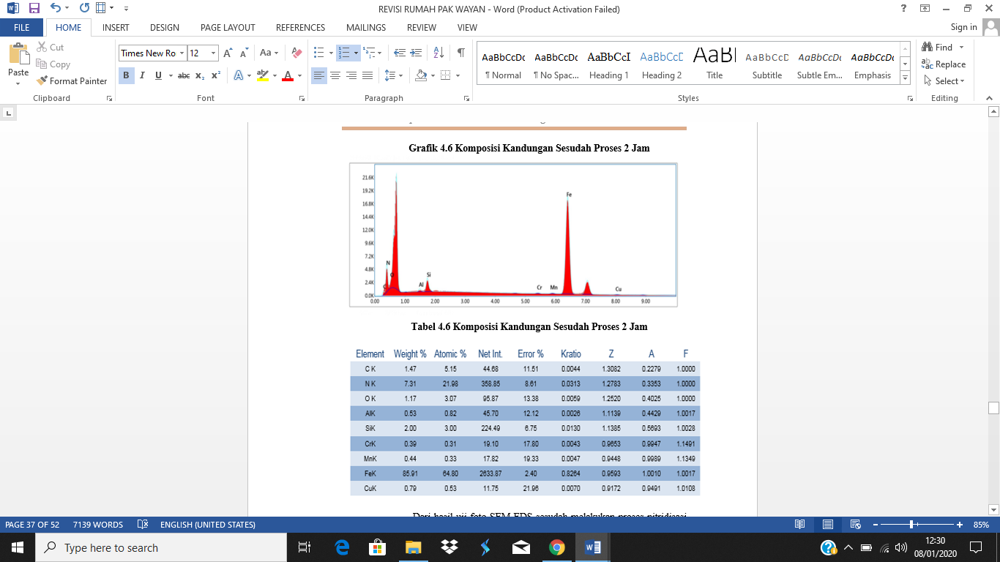 REVISI RUMAH PAK WAYAN - Word (Product Activation Failed)
FILE HOME INSERT DESIGN PAGE LAYOUT REFERENCES MAILINGS REVIEW VIEW Sign in
Paste
Cut
Copy
Format Painter
Clipboard
Times New Ro 12
Font
Paragraph
AaBbCcDc AaBbCcDc AaBbCcI AaBbCcD AaBl AaBbCcD AaBbCcDc AaBbCcDc
¶ Normal ¶ No Spac... Heading 1 Heading 2 Title Subtitle Subtle Em... Emphasis
Styles
Find
Replace
Select
Editing
Grafik 4.6 Komposisi Kandungan Sesudah Proses 2 Jam
21.6K
19.2K
16.8K
14.4K
12.0K
9.6K
7.2K
4.8K
2.4K
0.0K
N
O
C
Al
Si
Cr
Mn
Fe
Cu
0.00 1.00 2.00 3.00 4.00 5.00 6.00 7.00 8.00 9.00
Tabel 4.6 Komposisi Kandungan Sesudah Proses 2 Jam
Element Weight % Atomic % Net Int. Error % Kratio Z A F
C K 1.47 5.15 44.68 11.51 0.0044 1.3082 0.2279 1.0000
N K 7.31 21.98 358.85 8.61 0.0313 1.2783 0.3353 1.0000
O K 1.17 3.07 95.87 13.38 0.0059 1.2520 0.4025 1.0000
AlK 0.53 0.82 45.70 12.12 0.0026 1.1139 0.4429 1.0017
SiK 2.00 3.00 224.49 6.75 0.0130 1.1385 0.5693 1.0028
CrK 0.39 0.31 19.10 17.80 0.0043 0.9653 0.9947 1.1491
MnK 0.44 0.33 17.82 19.33 0.0047 0.9448 0.9989 1.1349
FeK 85.91 64.80 2633.87 2.40 0.8264 0.9593 1.0010 1.0017
CuK 0.79 0.53 11.75 21.96 0.0070 0.9172 0.9491 1.0108
Dari hasil uji foto SEM EDS sesudah melakukan proses nitridisasi
PAGE 37 OF 52 7139 WORDS ENGLISH (UNITED STATES) 85%
Type here to search
12:30
08/01/2020